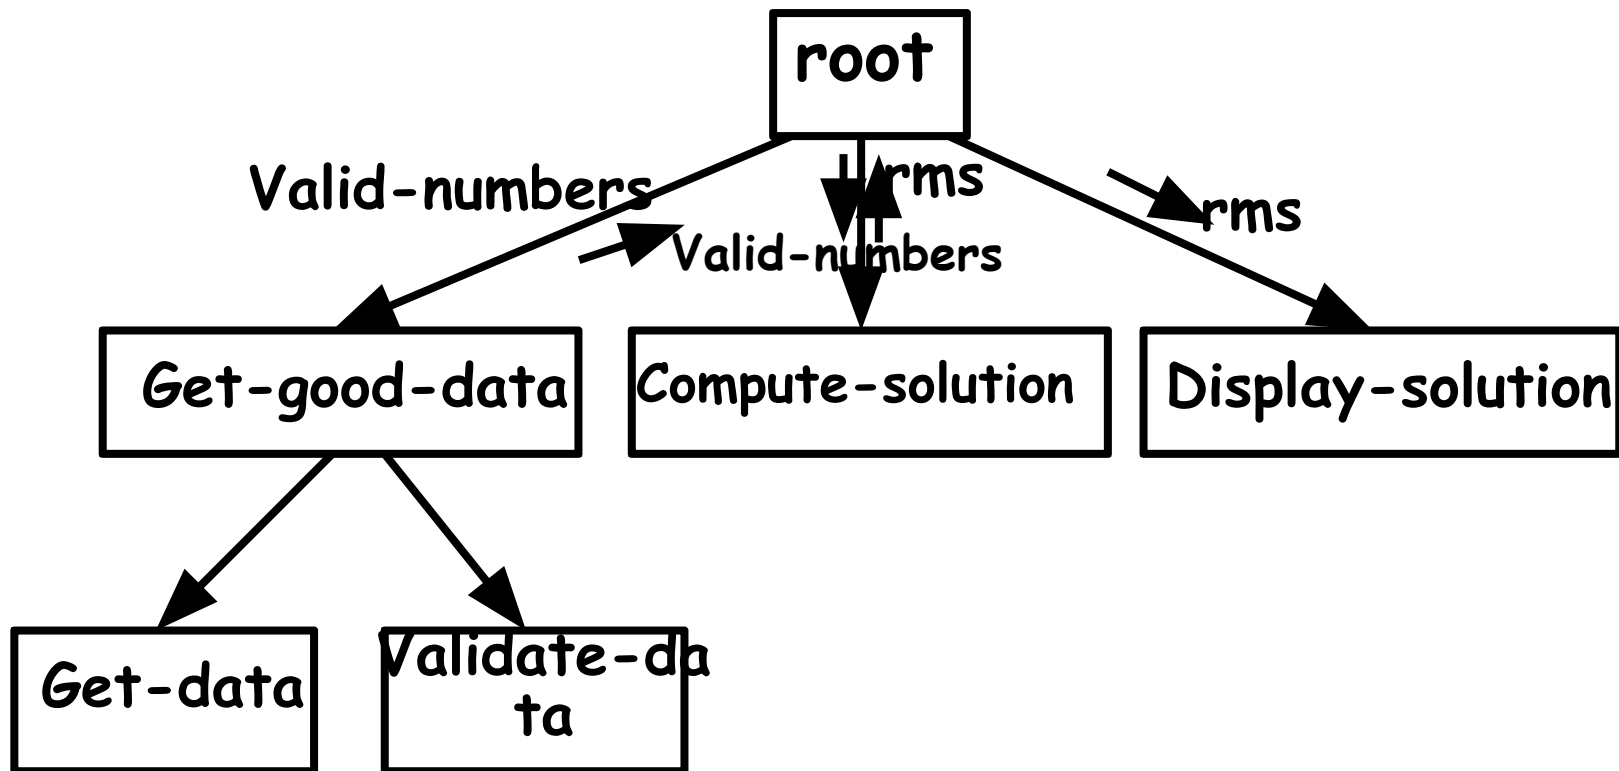 root
Valid-numbers
rms
rms
Valid-numbers
Get-good-data
Compute-solution
Display-solution
Get-data
Validate-da
ta